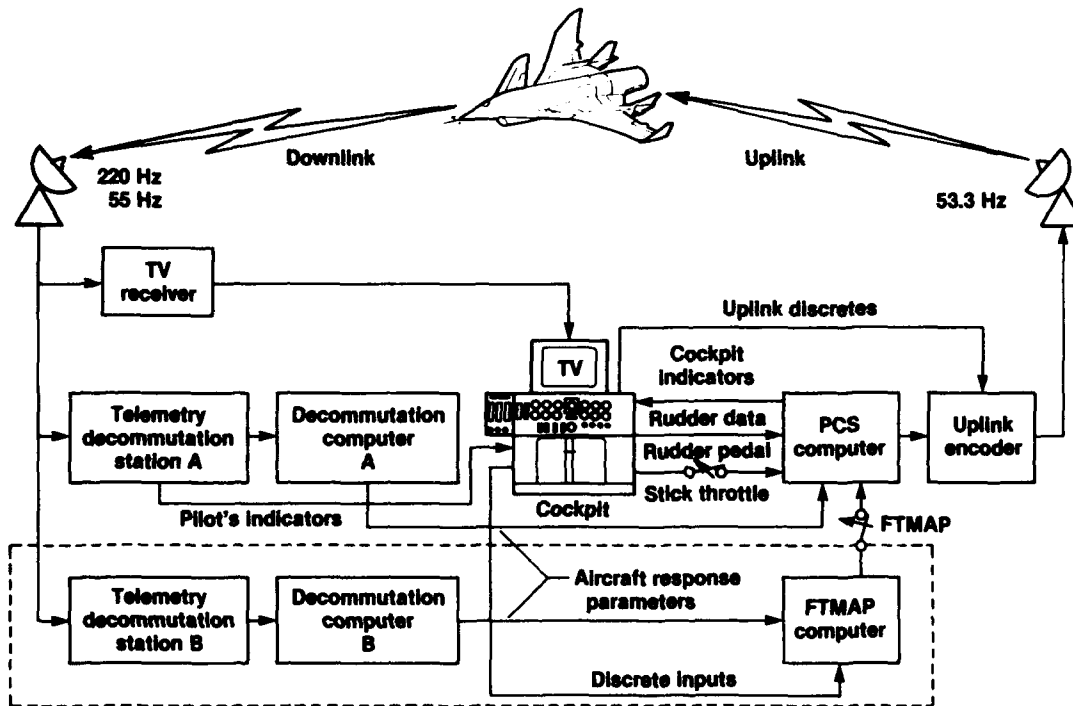 Downlink
Uplink
220 Hz
55 Hz
53.3 Hz
TV
receiver
Uplink discretes
TV
Cockpit
indicators
Telemetry
decommutation
station A
Decommutation
computer
A
Rudder data
PCS
computer
Uplink
encoder
Rudder pedal
Stick throttle
Pilot's indicators
Cockpit
FTMAP
Aircraft response
parameters
Telemetry
decommutation
station B
Decommutation
computer
B
FTMAP
computer
Discrete inputs